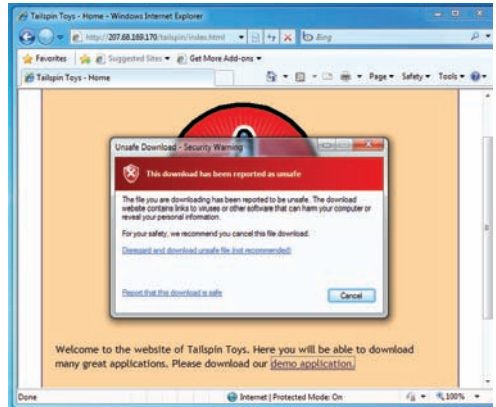 Tailspin Toys - Home - Windows Internet Explorer
http://207.68.169.170/tailspin/index.html
Bing
Favorites
Suggested Sites
Get More Add-ons
Tailspin Toys - Home
Page
Safety
Tools
Unsafe Download - Security Warning
This download has been reported as unsafe
The file you are downloading has been reported to be unsafe. The download
website contains links to viruses or other software that can harm your computer or
reveal your personal information.
For your safety, we recommend you cancel this file download.
Disregard and download unsafe file (not recommended)
Report that this download is safe
Cancel
Welcome to the website of Tailspin Toys. Here you will be able to download
many great applications. Please download our demo application.
Done
Internet | Protected Mode: On
100%